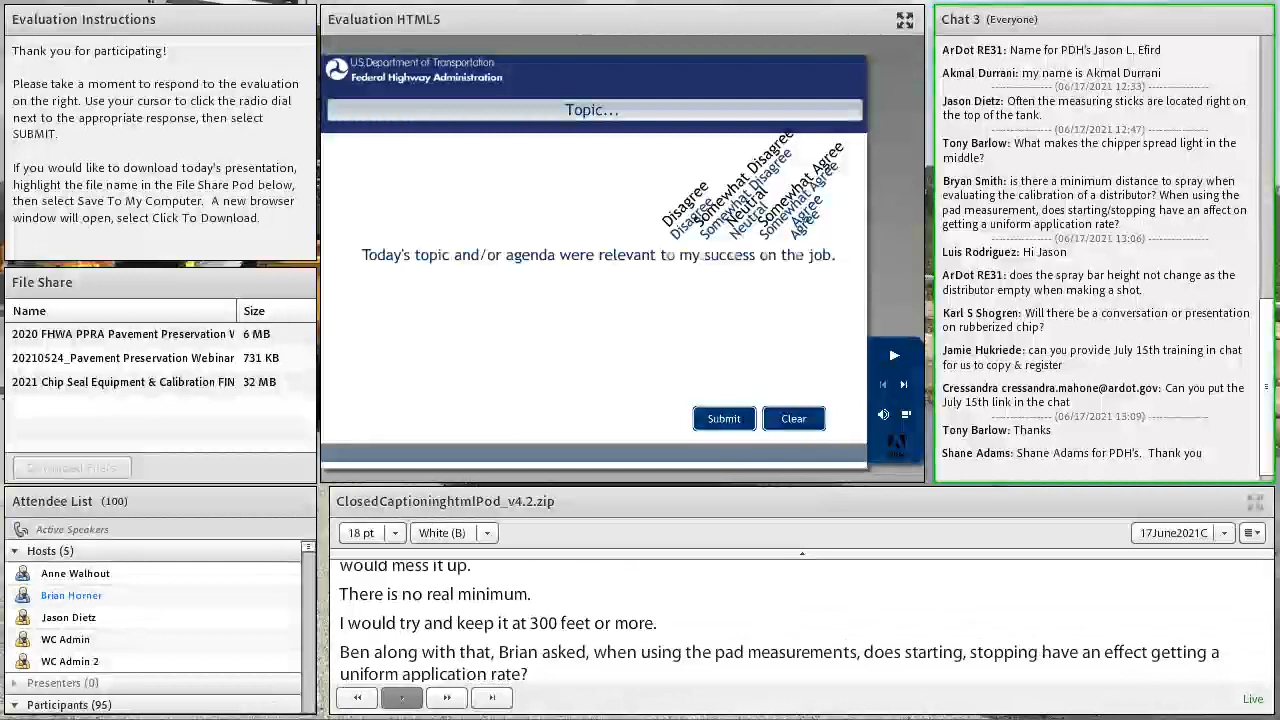 Evaluation Instructions
Thank you for participating!
Please take a moment to respond to the evaluation
on the right. Use your cursor to click the radio dial
next to the appropriate response, then select
SUBMIT.
If you would like to download today's presentation,
highlight the file name in the File Share Pod below,
then select Save To My Computer. A new browser
window will open, select Click To Download.
File Share
Name Size
2020 FHWA PPRA Pavement Preservation V 6 MB
20210524_Pavement Preservation Webinar 731 KB
2021 Chip Seal Equipment & Calibration FIN 32 MB
Download File(s)
Attendee List (100)
Active Speakers
Hosts (5)
Anne Walhout
Brian Horner
Jason Dietz
WC Admin
WC Admin 2
Presenters (0)
Participants (95)
Evaluation HTML5
U.S.Department of Transportation
Federal Highway Administration
Topic...
Disagree
Somewhat Disagree
Neutral
Somewhat Agree
Agree
Disagree
Somewhat Disagree
Neutral
Somewhat Agree
Agree
Today's topic and/or agenda were relevant to my success on the job.
Submit Clear
Chat 3 (Everyone)
ArDot RE31: Name for PDH's Jason L. Efird
Akmal Durrani: my name is Akmal Durrani
(06/17/2021 12:33)
Jason Dietz: Often the measuring sticks are located right on
the top of the tank.
(06/17/2021 12:47)
Tony Barlow: What makes the chipper spread light in the
middle?
Bryan Smith: is there a minimum distance to spray when
evaluating the calibration of a distributor? When using the
pad measurement, does starting/stopping have an affect on
getting a uniform application rate?
(06/17/2021 13:06)
Luis Rodriguez: Hi Jason
ArDot RE31: does the spray bar height not change as the
distributor empty when making a shot.
Karl S Shogren: Will there be a conversation or presentation
on rubberized chip?
Jamie Hukriede: can you provide July 15th training in chat
for us to copy & register
Cressandra cressandra.mahone@ardot.gov: Can you put the
July 15th link in the chat
(06/17/2021 13:09)
Tony Barlow: Thanks
Shane Adams: Shane Adams for PDH's. Thank you
ClosedCaptioninghtmlPod_v4.2.zip
18 pt White (B) 17June2021C
would mess it up.
There is no real minimum.
I would try and keep it at 300 feet or more.
Ben along with that, Brian asked, when using the pad measurements, does starting, stopping have an effect getting a
uniform application rate?
Live